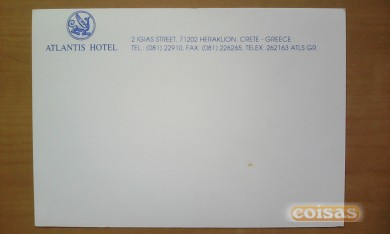 ATLANTIS HOTEL
2 IGIAS STREET, 71202 HERAKLION, CRETE - GREECE
TEL.: (081) 22910, FAX: (081) 226265, TELEX: 262163 ATLS GR
coisas